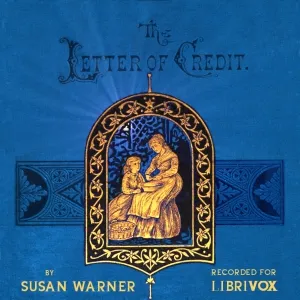 The
LETTER OF CREDIT.
BY
SUSAN WARNER
RECORDED FOR
LIBRIVOX